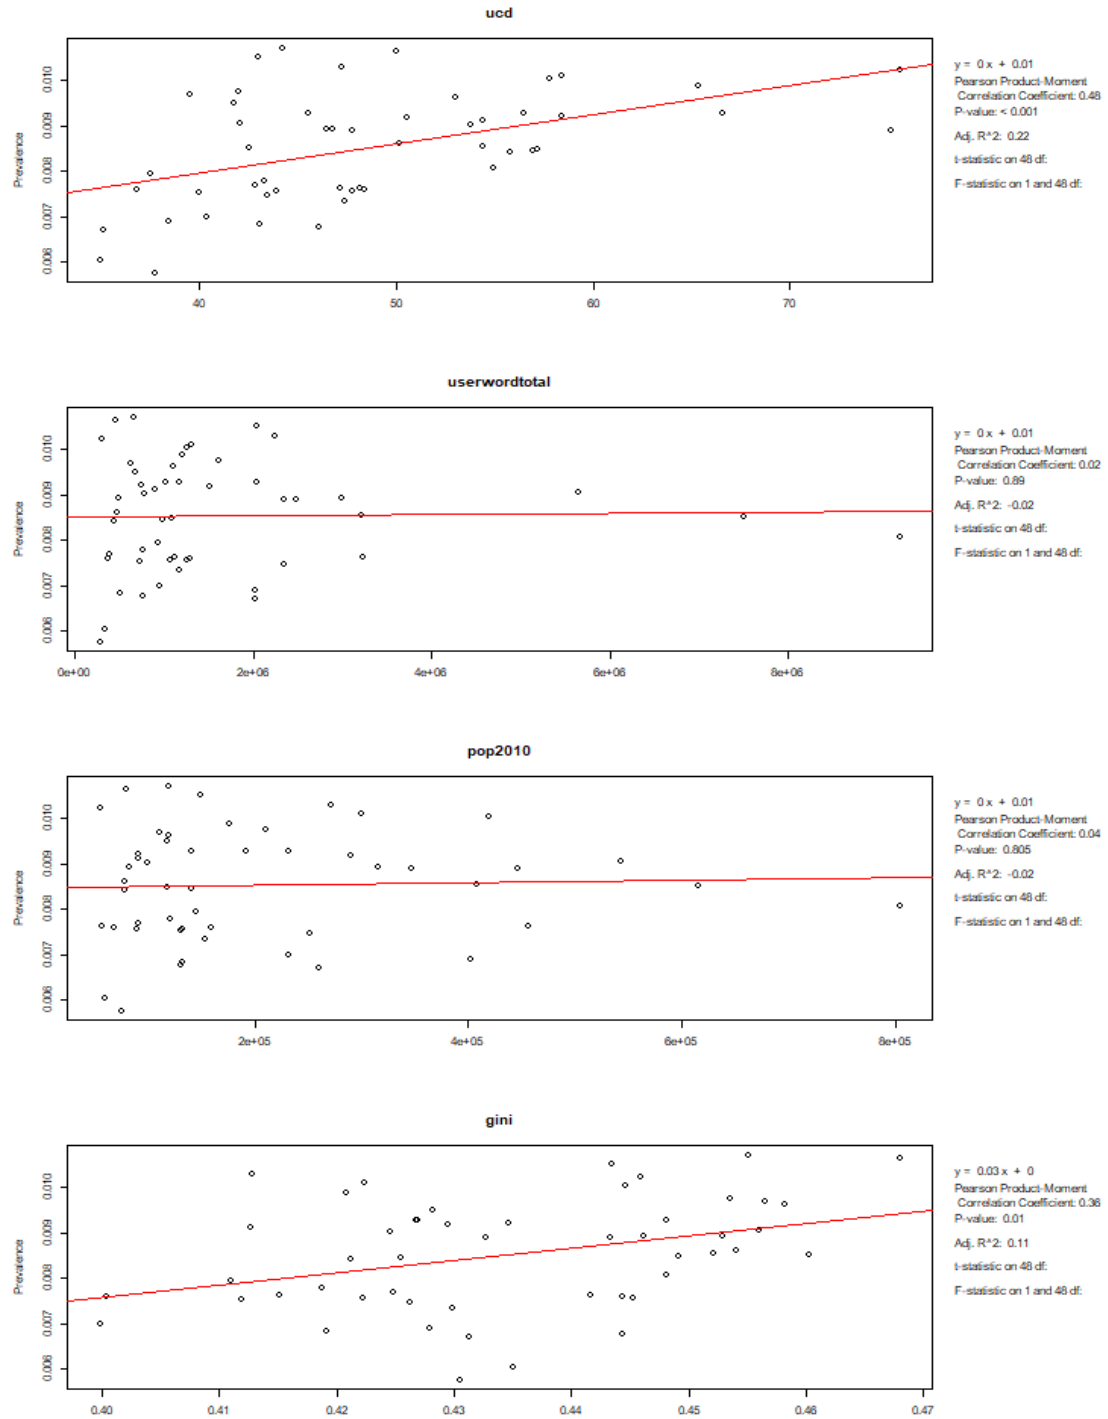 ucd
0.010
0.009
0.008
0.007
0.006
Prevalence
40 50 60 70
y = 0 x + 0.01
Pearson Product-Moment
Correlation Coefficient: 0.48
P-value: < 0.001
Adj. R^2: 0.22
t-statistic on 48 df:
F-statistic on 1 and 48 df:
userwordtotal
0.010
0.009
0.008
0.007
0.006
Prevalence
0e+00 2e+06 4e+06 6e+06 8e+06
y = 0 x + 0.01
Pearson Product-Moment
Correlation Coefficient: 0.02
P-value: 0.89
Adj. R^2: -0.02
t-statistic on 48 df:
F-statistic on 1 and 48 df:
pop2010
0.010
0.009
0.008
0.007
0.006
Prevalence
2e+05 4e+05 6e+05 8e+05
y = 0 x + 0.01
Pearson Product-Moment
Correlation Coefficient: 0.04
P-value: 0.805
Adj. R^2: -0.02
t-statistic on 48 df:
F-statistic on 1 and 48 df:
gini
0.010
0.009
0.008
0.007
0.006
Prevalence
0.40 0.41 0.42 0.43 0.44 0.45 0.46 0.47
y = 0.03 x + 0
Pearson Product-Moment
Correlation Coefficient: 0.36
P-value: 0.01
Adj. R^2: 0.11
t-statistic on 48 df:
F-statistic on 1 and 48 df: